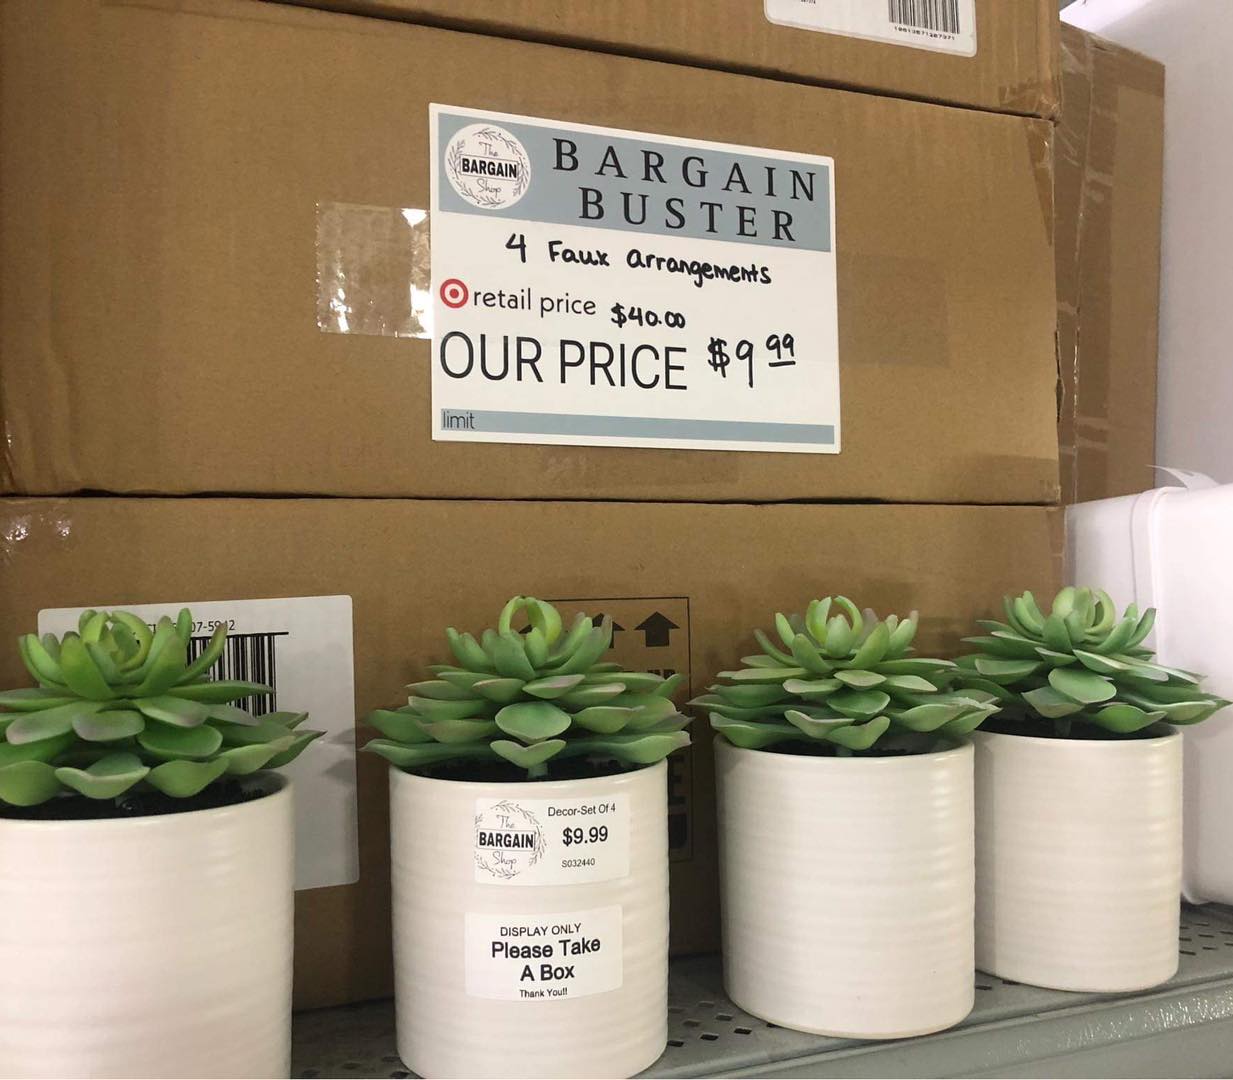 10013671207371
The
BARGAIN
Shop
BARGAIN
BUSTER
4 Faux Arrangements
retail price $40.00
OUR PRICE $9 99
limit
The
BARGAIN
Shop
Decor-Set Of 4
$9.99
S032440
DISPLAY ONLY
Please Take
A Box
Thank You!!